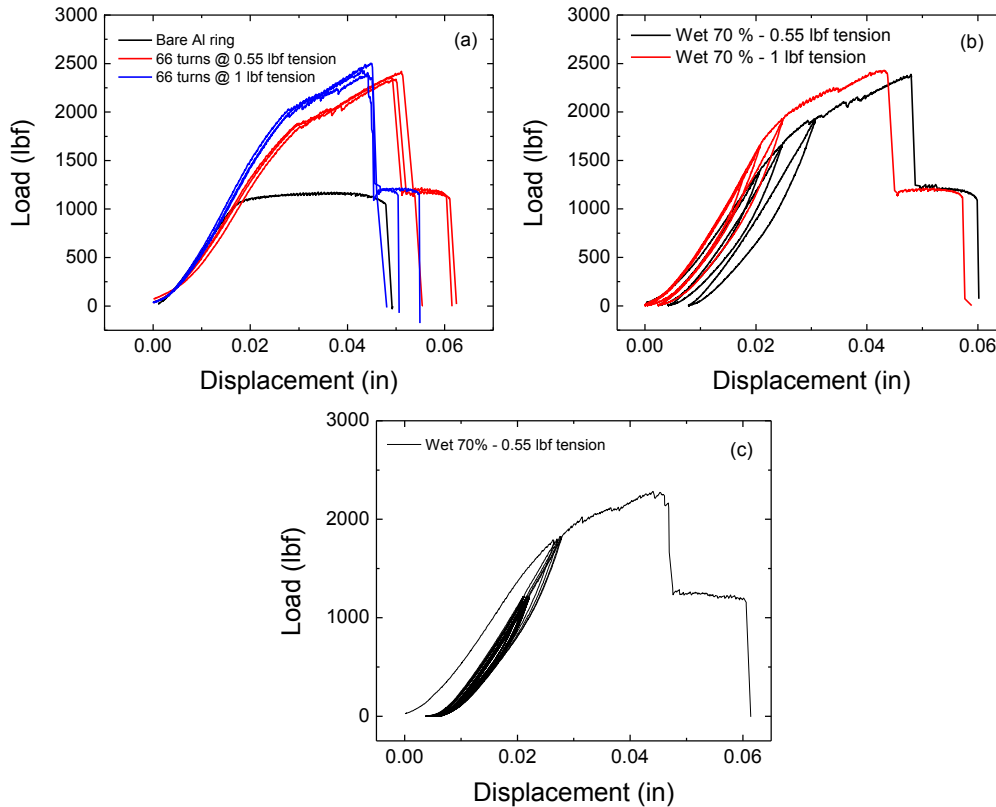 (a)
Bare Al ring
66 turns @ 0.55 lbf tension
66 turns @ 1 lbf tension
Load (lbf)
3000
2500
2000
1500
1000
500
0
0.00 0.02 0.04 0.06
Displacement (in)
(b)
Wet 70 % - 0.55 lbf tension
Wet 70 % - 1 lbf tension
Load (lbf)
3000
2500
2000
1500
1000
500
0
0.00 0.02 0.04 0.06
Displacement (in)
(c)
Wet 70% - 0.55 lbf tension
Load (lbf)
3000
2000
1000
0
0.00 0.02 0.04 0.06
Displacement (in)